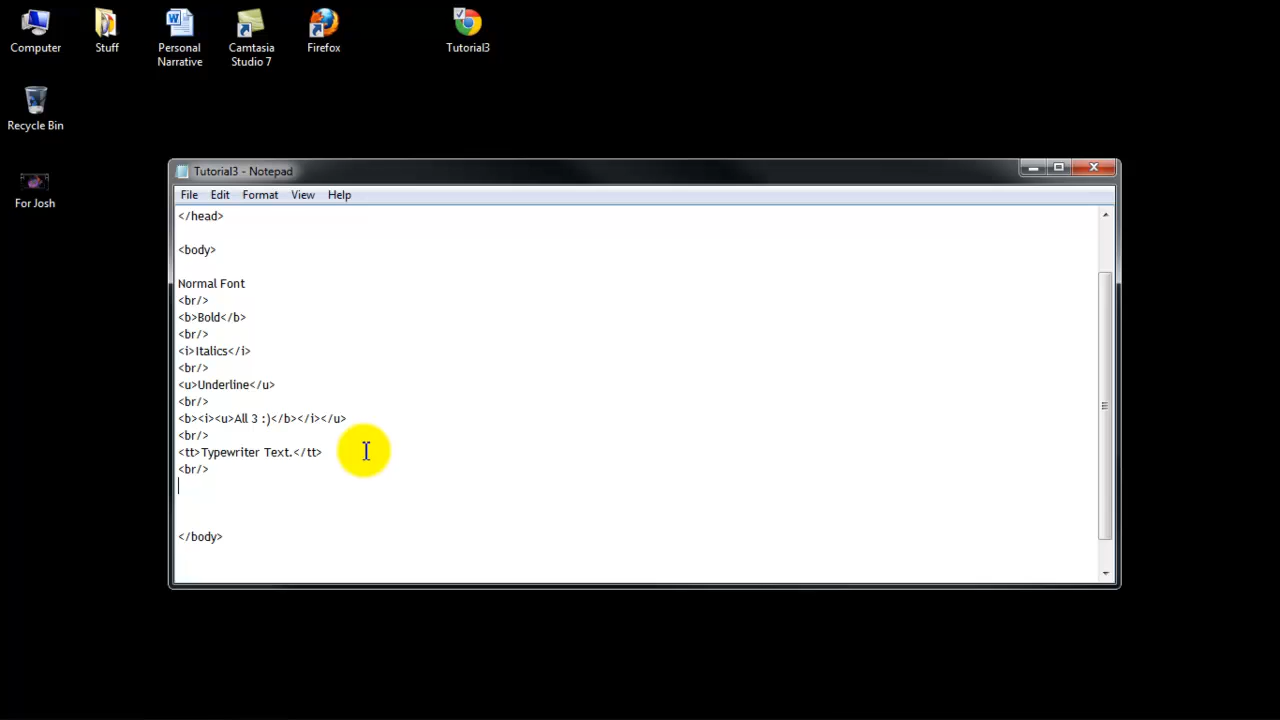 Computer
Stuff
Personal
Narrative
Camtasia
Studio 7
Firefox
Tutorial3
Recycle Bin
For Josh
Tutorial3 - Notepad
File Edit Format View Help
</head>
<body>
Normal Font
<br/>
<b>Bold</b>
<br/>
<i>Italics</i>
<br/>
<u>Underline</u>
<br/>
<b><i><u>All 3 :)</b></i></u>
<br/>
<tt>Typewriter Text.</tt>
<br/>
</body>